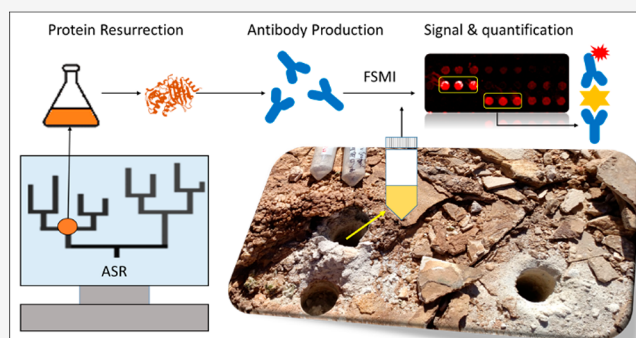 Protein Resurrection
Antibody Production
Signal & quantification
FSMI
ASR